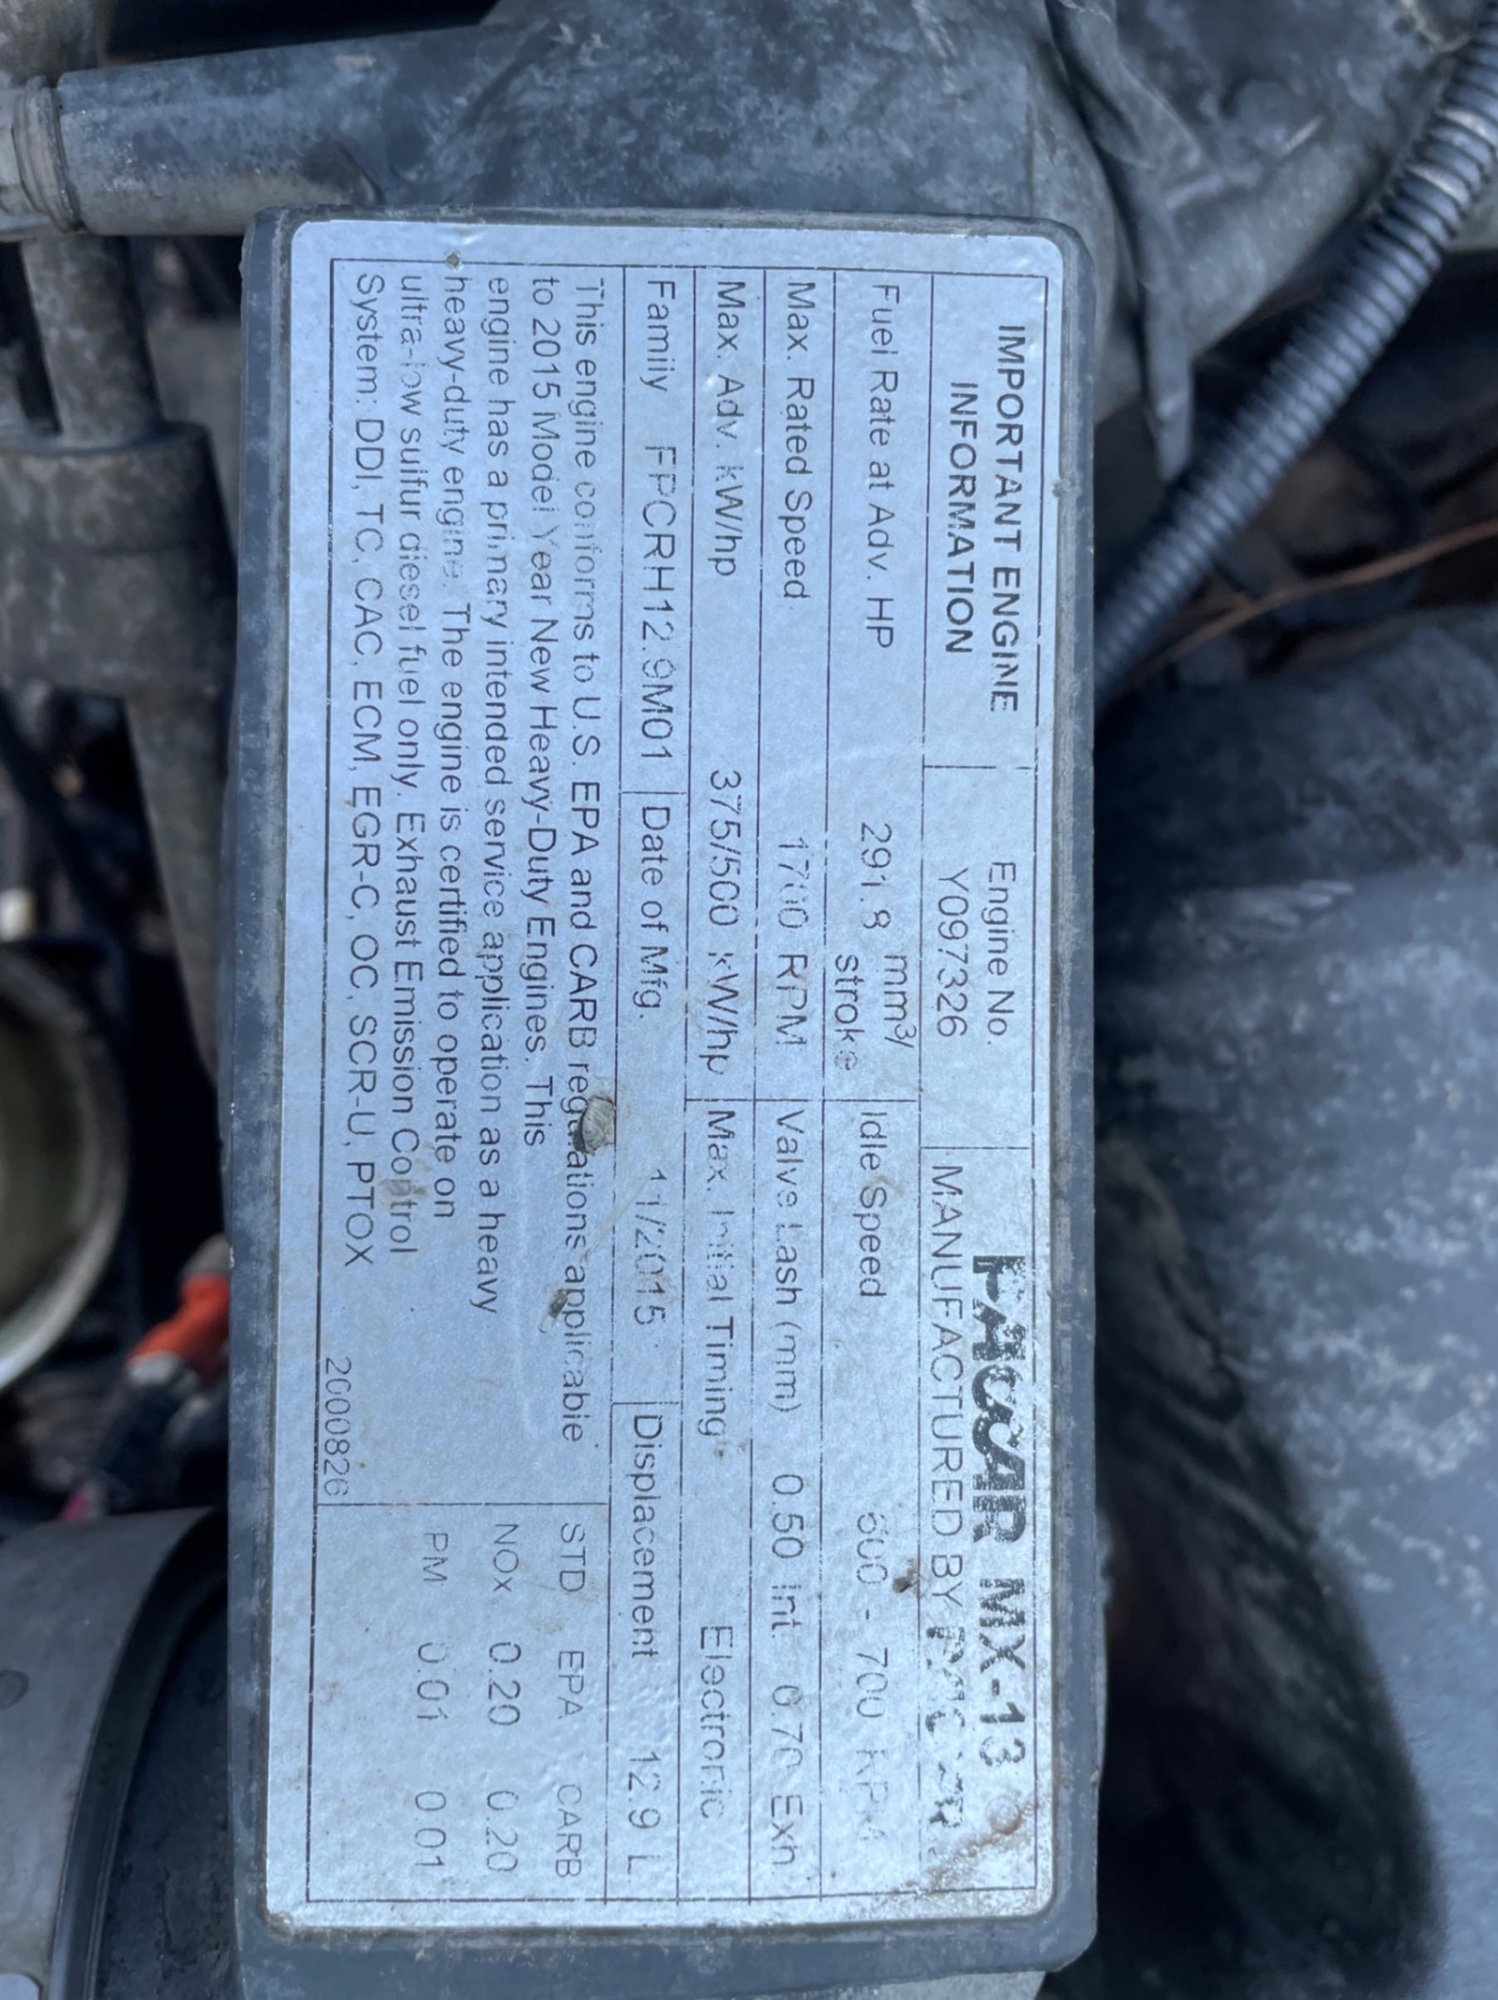 IMPORTANT ENGINE
INFORMATION
Engine No.
Y097326
PACCAR MX-13
MANUFACTURED BY
Fuel Rate at Adv. HP 291.8 mm³/
stroke
Idle Speed - 700 RPM
Max. Rated Speed 1700 RPM Valve Lash (mm) 0.50 Int. 0.70 Exh.
Max. Adv. kW/hp 375/500 kW/hp Max. Initial Timing Electronic
Family FPCRH12.9M01 Date of Mfg. 11/2015 Displacement 12.9 L
This engine conforms to U.S. EPA and CARB regulations applicable
to 2015 Model Year New Heavy-Duty Engines. This
engine has a primary intended service application as a heavy
heavy-duty engine. The engine is certified to operate on
ultra-low sulfur diesel fuel only. Exhaust Emission Control
System: DDI, TC, CAC, ECM, EGR-C, OC, SCR-U, PTOX
2000826
STD EPA CARB
NOx 0.20 0.20
PM 0.01 0.01